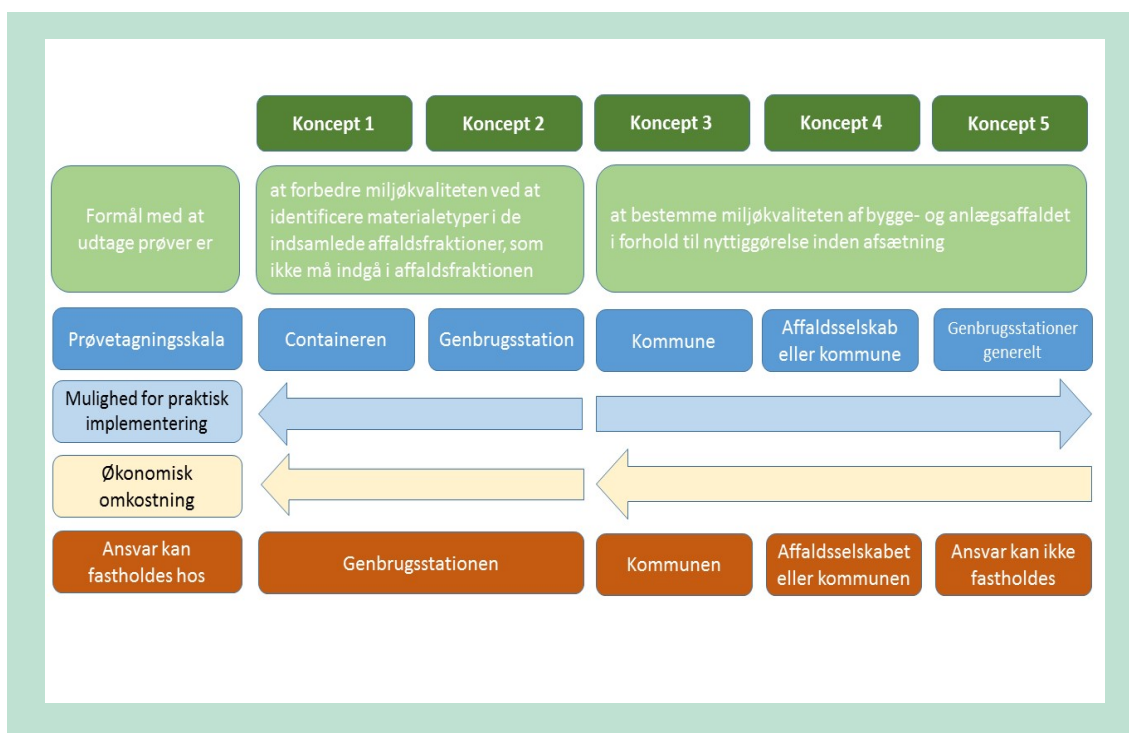 Koncept 1
Koncept 2
Koncept 3
Koncept 4
Koncept 5
Formål med at
udtage prøver er
at forbedre miljøkvaliteten ved at
identificere materialetyper i de
indsamlede affaldsfraktioner, som
ikke må indgå i affaldsfraktionen
at bestemme miljøkvaliteten af bygge- og anlægsaffaldet
i forhold til nyttiggørelse inden afsætning
Prøvetagningsskala
Containeren
Genbrugsstation
Kommune
Affaldsselskab
eller kommune
Genbrugsstationer
generelt
Mulighed for praktisk
implementering
Økonomisk
omkostning
Ansvar kan
fastholdes hos
Genbrugsstationen
Kommunen
Affaldsselskabet
eller kommunen
Ansvar kan ikke
fastholdes